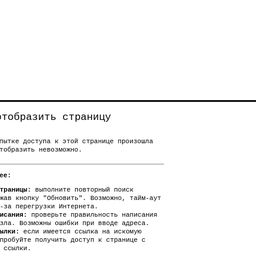 отобразить страницу
пытке доступа к этой странице произошла
тобразить невозможно.
ее:
траницы: выполните повторный поиск
жав кнопку "Обновить". Возможно, тайм-аут
-за перегрузки Интернета.
исания: проверьте правильность написания
зла. Возможны ошибки при вводе адреса.
ылки: если имеется ссылка на искомую
пробуйте получить доступ к странице с
ссылки.